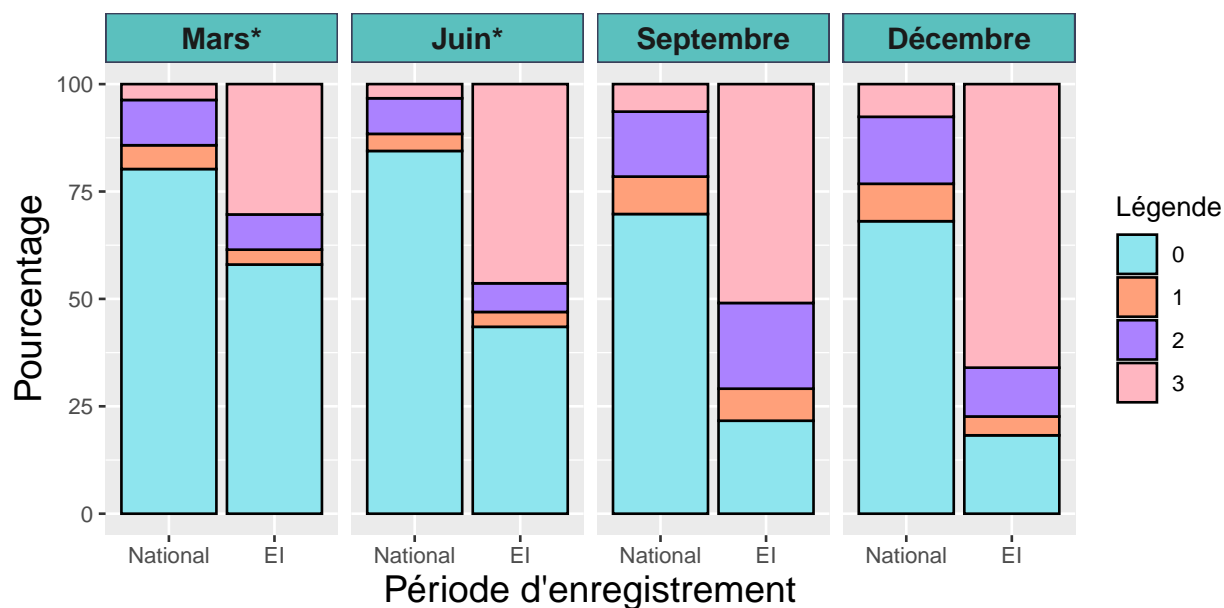 Mars* Juin* Septembre Décembre
Pourcentage
100
75
50
25
0
National EI National EI National EI National EI
Période d'enregistrement
Légende
0
1
2
3